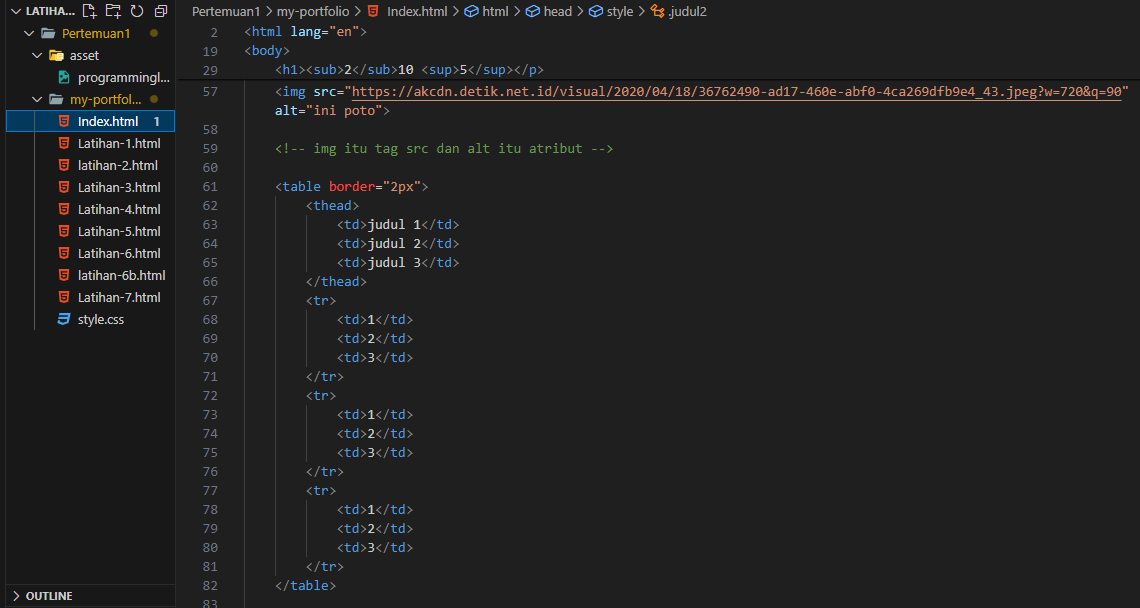 LATIHA...
Pertemuan1
asset
programmingl...
my-portfol...
Index.html 1
Latihan-1.html
latihan-2.html
Latihan-3.html
Latihan-4.html
Latihan-5.html
Latihan-6.html
latihan-6b.html
Latihan-7.html
style.css
OUTLINE
Pertemuan1 > my-portfolio > Index.html > html > head > style > .judul2
2 <html lang="en">
19 <body>
29 <h1><sub>2</sub>10 <sup>5</sup></p>
57 <img src="https://akcdn.detik.net.id/visual/2020/04/18/36762490-ad17-460e-abf0-4ca269dfb9e4_43.jpeg?w=720&q=90"
alt="ini poto">
58
59 <!-- img itu tag src dan alt itu atribut -->
60
61 <table border="2px">
62 <thead>
63 <td>judul 1</td>
64 <td>judul 2</td>
65 <td>judul 3</td>
66 </thead>
67 <tr>
68 <td>1</td>
69 <td>2</td>
70 <td>3</td>
71 </tr>
72 <tr>
73 <td>1</td>
74 <td>2</td>
75 <td>3</td>
76 </tr>
77 <tr>
78 <td>1</td>
79 <td>2</td>
80 <td>3</td>
81 </tr>
82 </table>
83